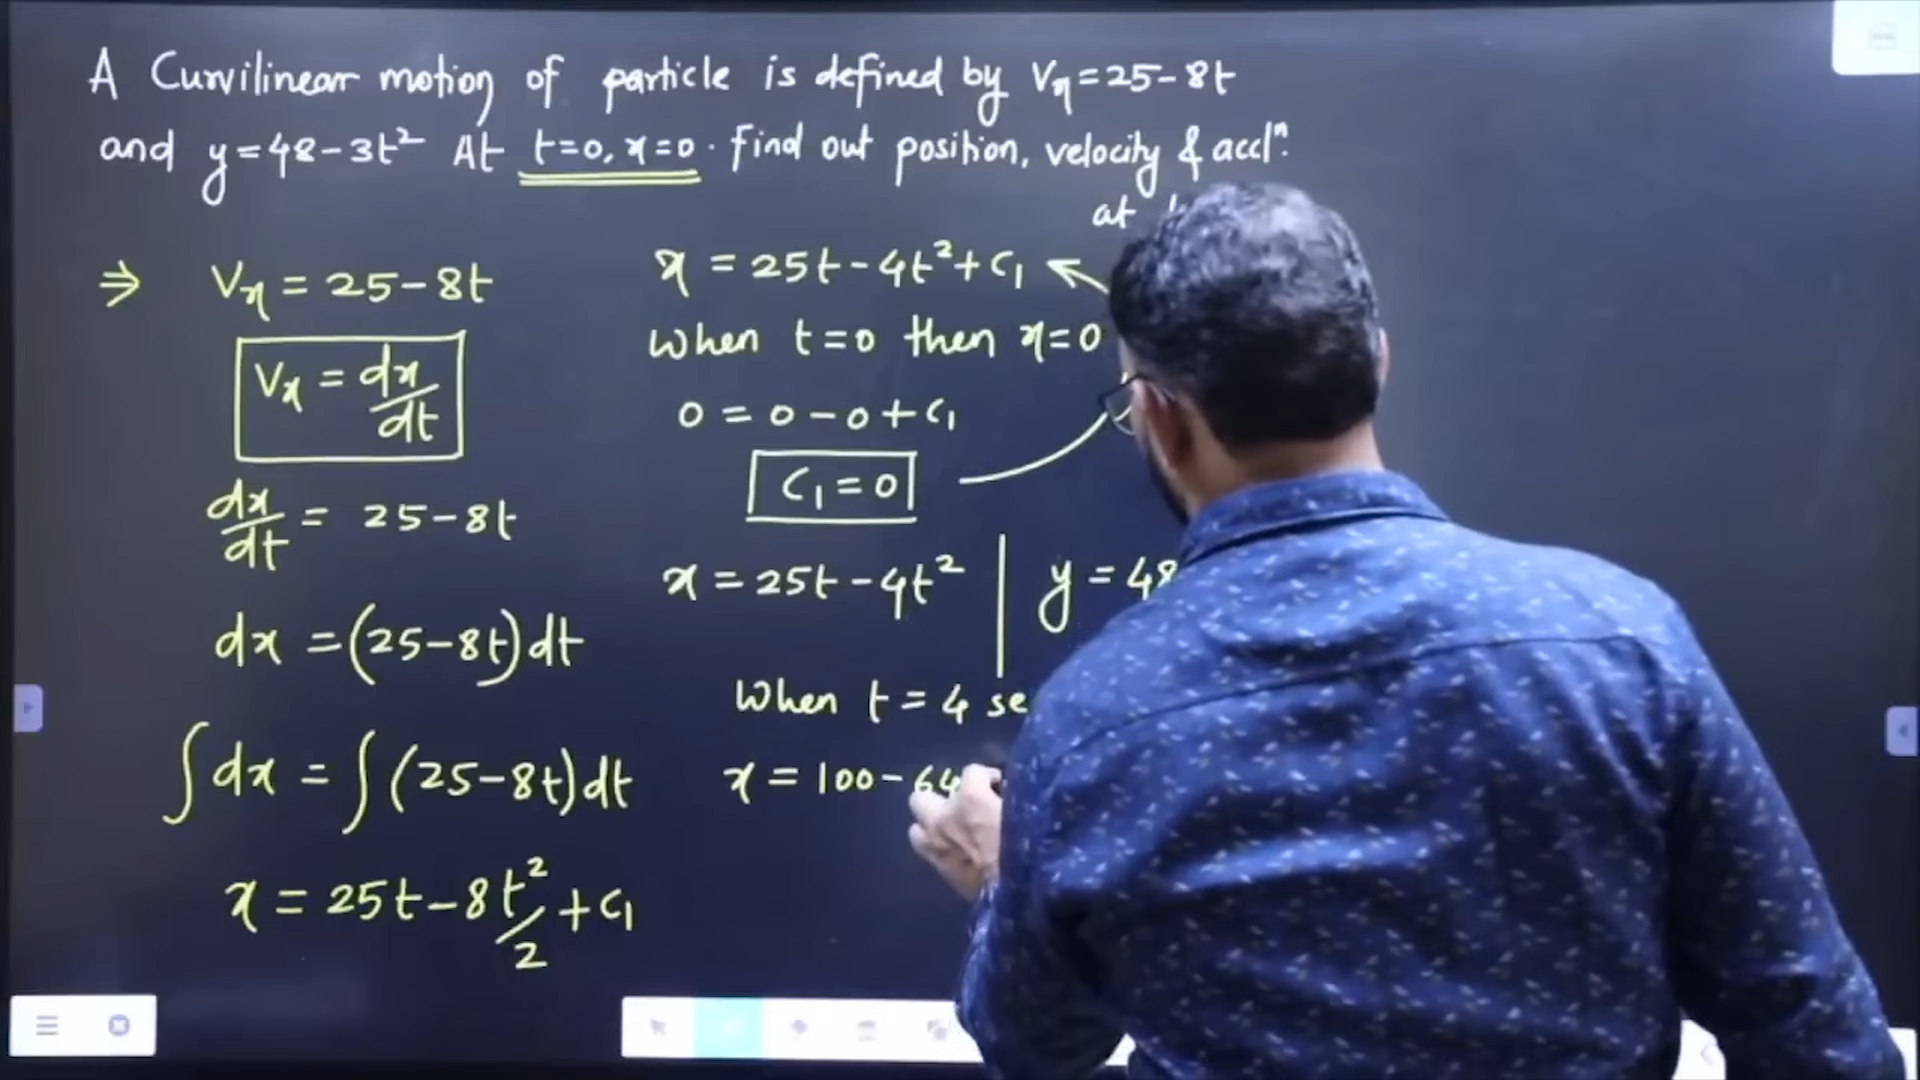 A Curvilinear motion of particle is defined by Vx=25-8t
and y=48-3t² At t=0, x=0. Find out position, velocity & acclⁿ.
at
⇒ Vx = 25-8t
Vx = dx/dt
dx/dt = 25-8t
dx = (25-8t)dt
∫dx = ∫(25-8t)dt
x = 25t-8t²/2+C₁
x = 25t-4t²+C₁
When t=0 then x=0
0 = 0-0+C₁
C₁=0
x = 25t-4t² | y = 48
When t = 4 se
x = 100-64